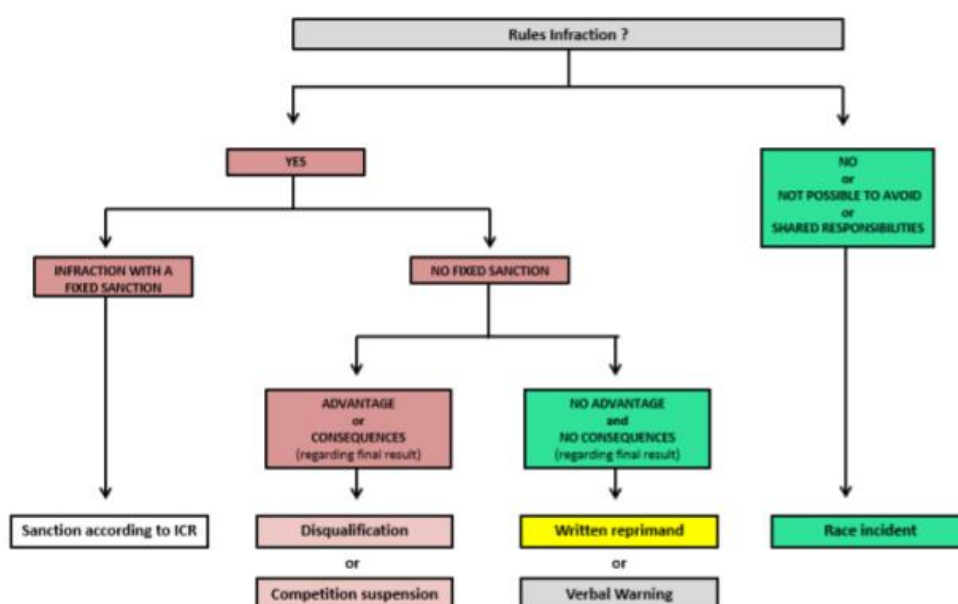 Rules Infraction ?
YES
NO
or
NOT POSSIBLE TO AVOID
or
SHARED RESPONSIBILITIES
INFRACTION WITH A
FIXED SANCTION
NO FIXED SANCTION
ADVANTAGE
or
CONSEQUENCES
(regarding final result)
NO ADVANTAGE
and
NO CONSEQUENCES
(regarding final result)
Sanction according to ICR
Disqualification
or
Competition suspension
Written reprimand
or
Verbal Warning
Race incident